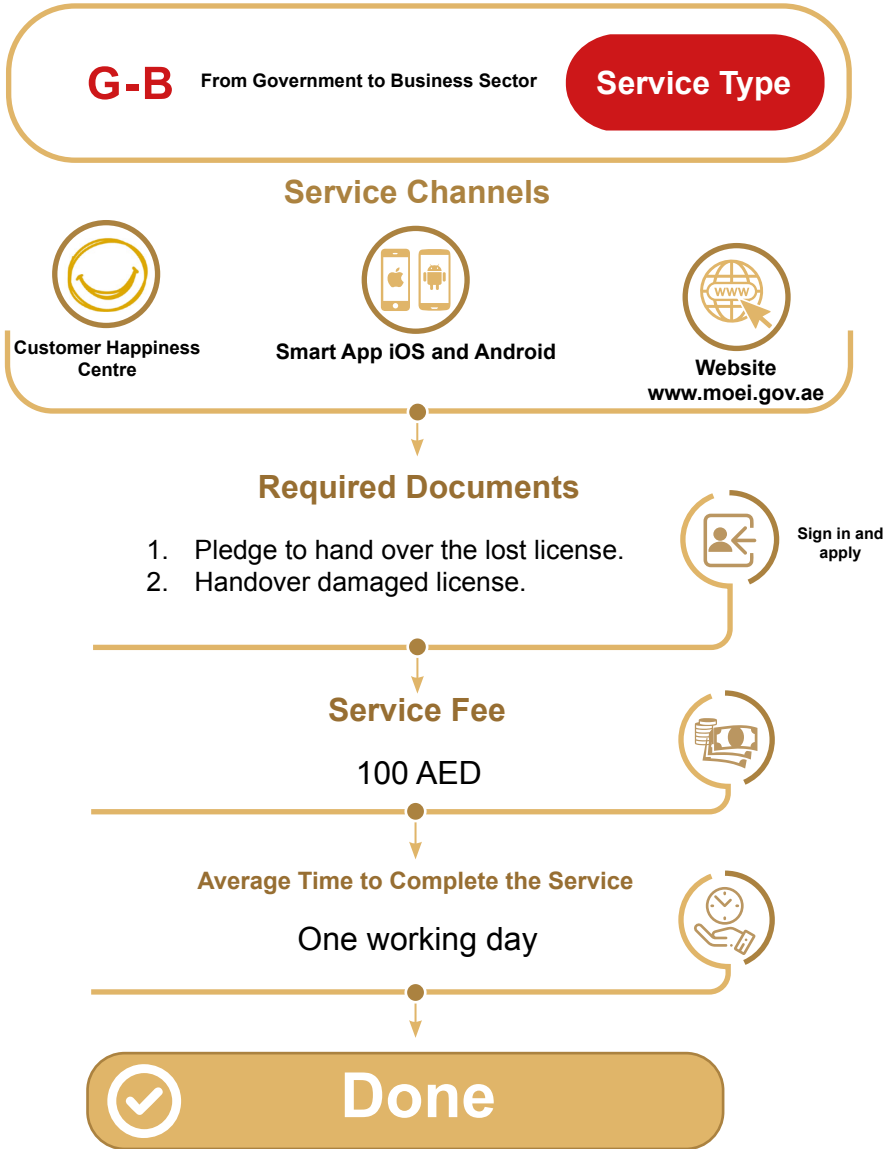 G-B
From Government to Business Sector
Service Type
Service Channels
Customer Happiness
Centre
Smart App iOS and Android
www
Website
www.moei.gov.ae
Required Documents
1. Pledge to hand over the lost license.
2. Handover damaged license.
Sign in and
apply
Service Fee
100 AED
Average Time to Complete the Service
One working day
Done